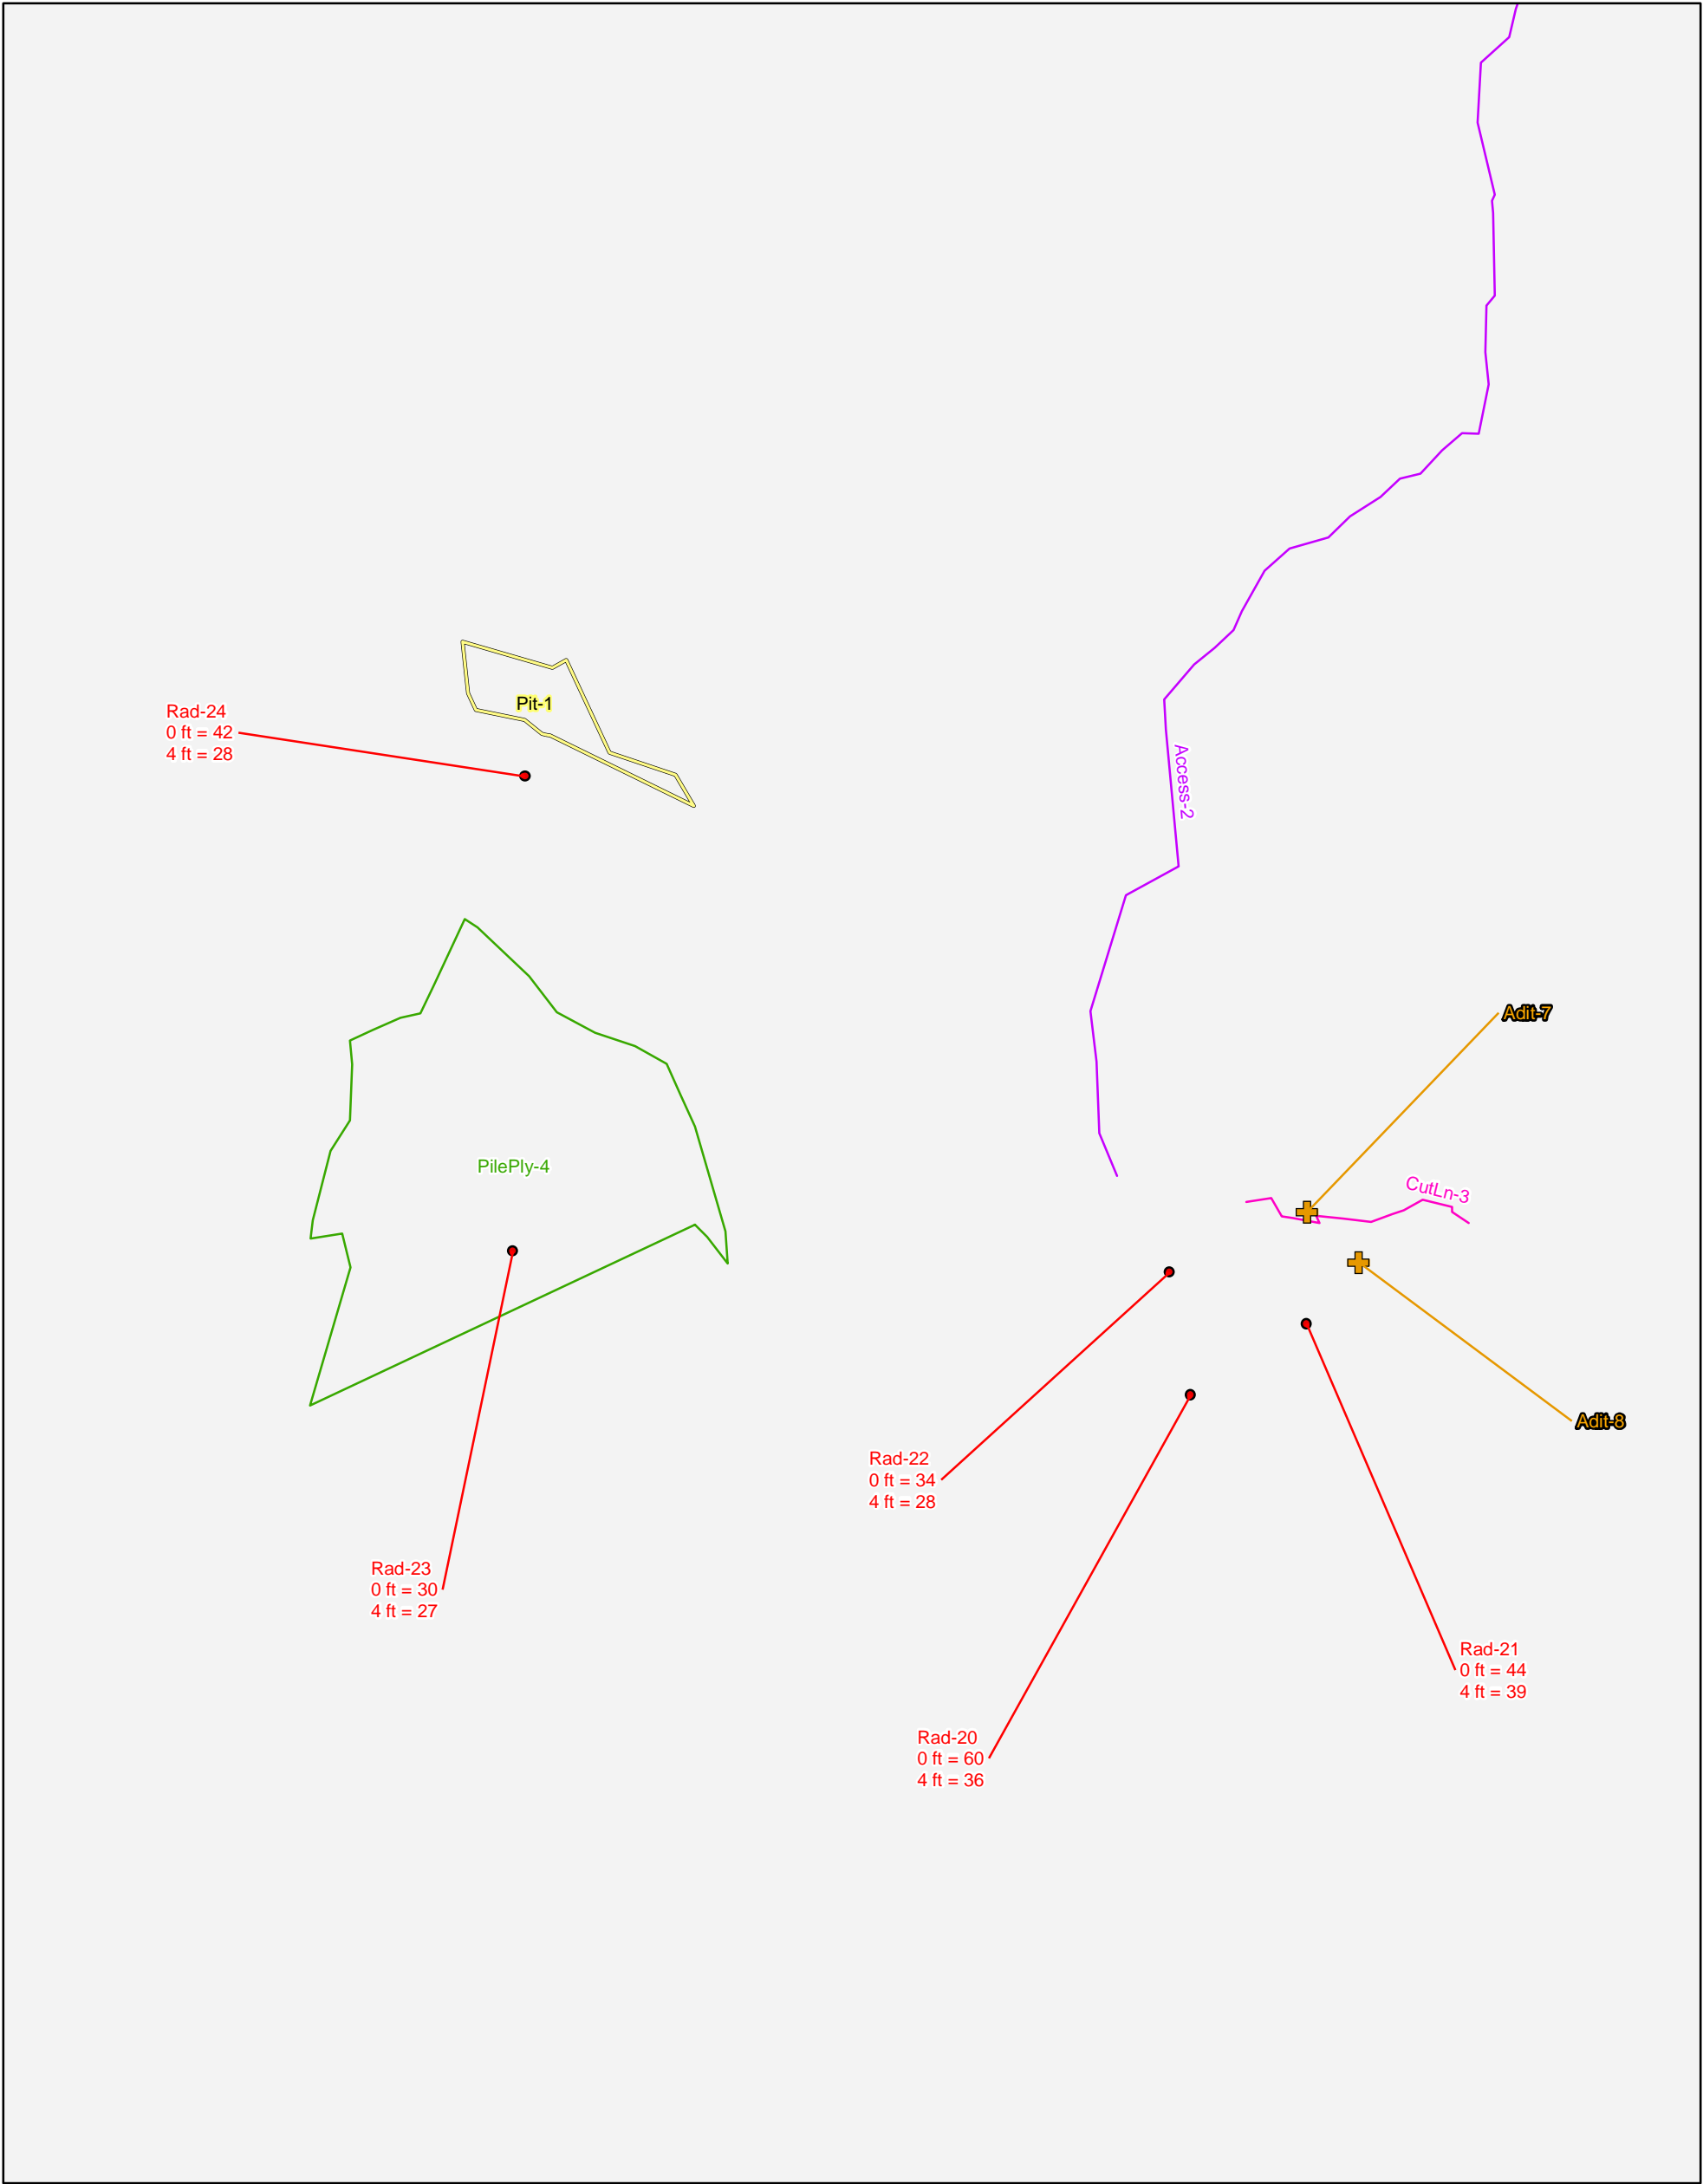 Pit-1
Rad-24
0 ft = 42
4 ft = 28
Access-2
Adit-7
PilePly-4
CutLn-3
Adit-8
Rad-22
0 ft = 34
4 ft = 28
Rad-23
0 ft = 30
4 ft = 27
Rad-21
0 ft = 44
4 ft = 39
Rad-20
0 ft = 60
4 ft = 36